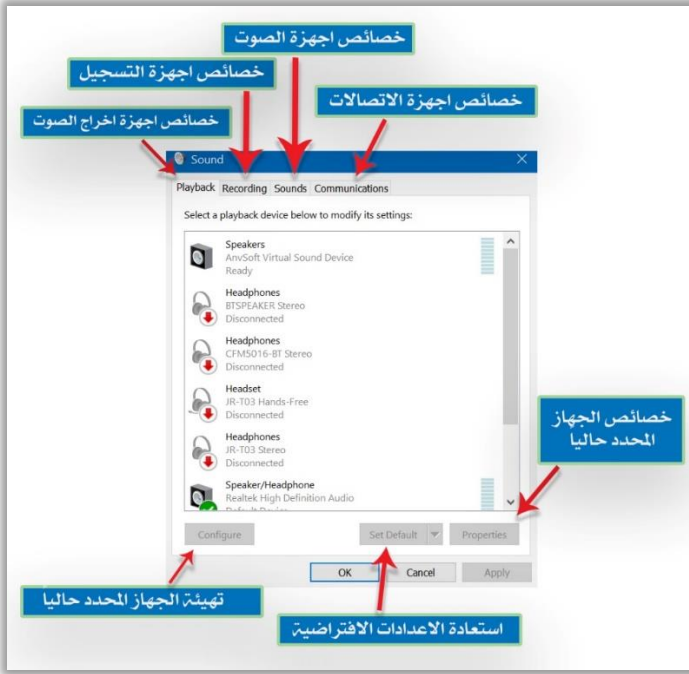 خصائص اجهزة الصوت
خصائص اجهزة التسجيل
خصائص اجهزة الاتصالات
خصائص اجهزة اخراج الصوت
Sound
Playback Recording Sounds Communications
Select a playback device below to modify its settings:
Speakers
AnvSoft Virtual Sound Device
Ready
Headphones
BTSPEAKER Stereo
Disconnected
Headphones
CFM5016-BT Stereo
Disconnected
Headset
JR-T03 Hands-Free
Disconnected
Headphones
JR-T03 Stereo
Disconnected
Speaker/Headphone
Realtek High Definition Audio
Default Device
خصائص الجهاز
المحدد حاليا
Configure Set Default Properties
OK Cancel Apply
تهيئة الجهاز المحدد حاليا
استعادة الاعدادات الافتراضية